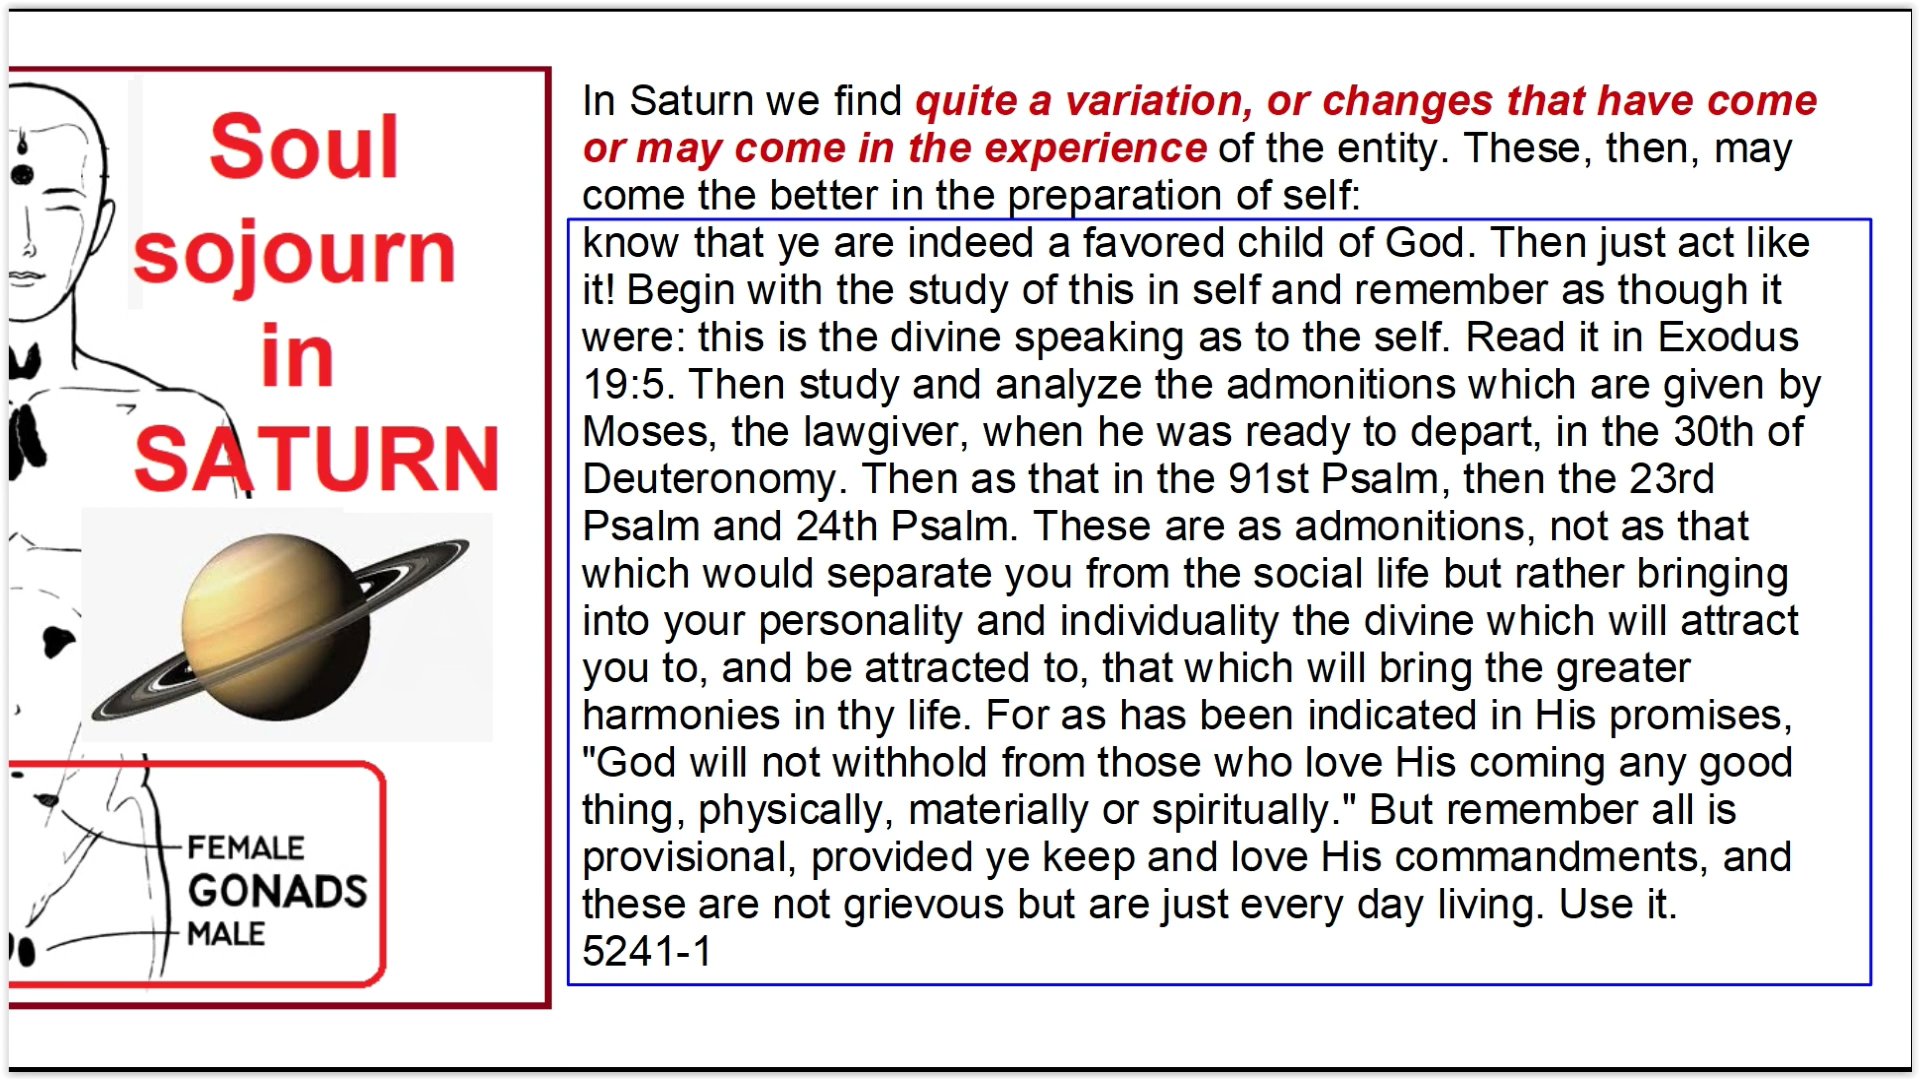 Soul
sojourn
in
SATURN
FEMALE
GONADS
MALE
In Saturn we find quite a variation, or changes that have come
or may come in the experience of the entity. These, then, may
come the better in the preparation of self:
know that ye are indeed a favored child of God. Then just act like
it! Begin with the study of this in self and remember as though it
were: this is the divine speaking as to the self. Read it in Exodus
19:5. Then study and analyze the admonitions which are given by
Moses, the lawgiver, when he was ready to depart, in the 30th of
Deuteronomy. Then as that in the 91st Psalm, then the 23rd
Psalm and 24th Psalm. These are as admonitions, not as that
which would separate you from the social life but rather bringing
into your personality and individuality the divine which will attract
you to, and be attracted to, that which will bring the greater
harmonies in thy life. For as has been indicated in His promises,
"God will not withhold from those who love His coming any good
thing, physically, materially or spiritually." But remember all is
provisional, provided ye keep and love His commandments, and
these are not grievous but are just every day living. Use it.
5241-1